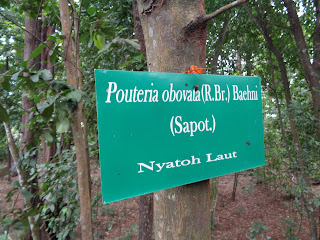 Pouteria obovata (R.Br.) Baehni
(Sapot.)
Nyatoh Laut